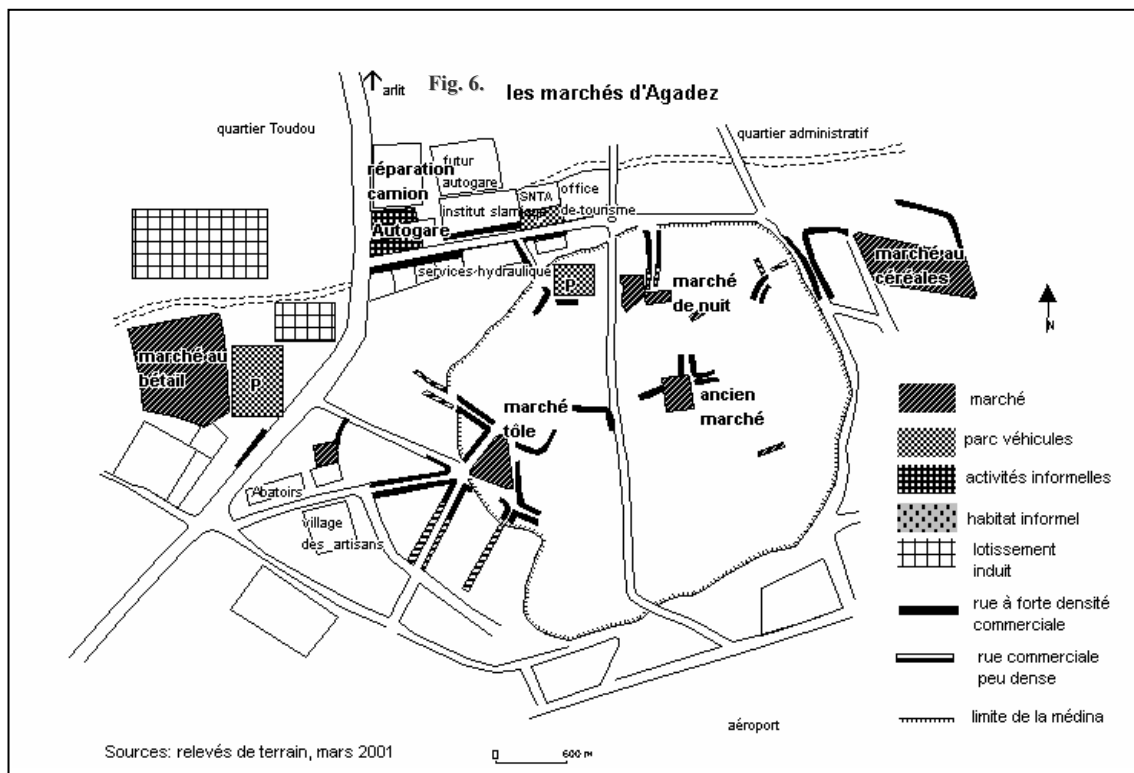 Fig. 6. les marchés d'Agadez
arlit
quartier Toudou
quartier administratif
réparation
camion
futur
autogare
SNTA
office
de tourisme
institut slamique
Autogare
services hydraulique
P
marché au
céréales
marché
de nuit
N
marché au
bétail
P
marché
tôle
ancien
marché
Abatoirs
village
des_artisans
aéroport
marché
parc véhicules
activités informelles
habitat informel
lotissement
induit
rue à forte densité
commerciale
rue commerciale
peu dense
limite de la médina
Sources: relevés de terrain, mars 2001
0 600 m